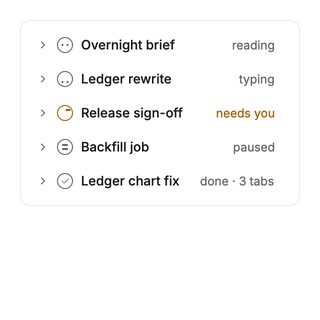 Overnight brief reading
Ledger rewrite typing
Release sign-off needs you
Backfill job paused
Ledger chart fix done · 3 tabs